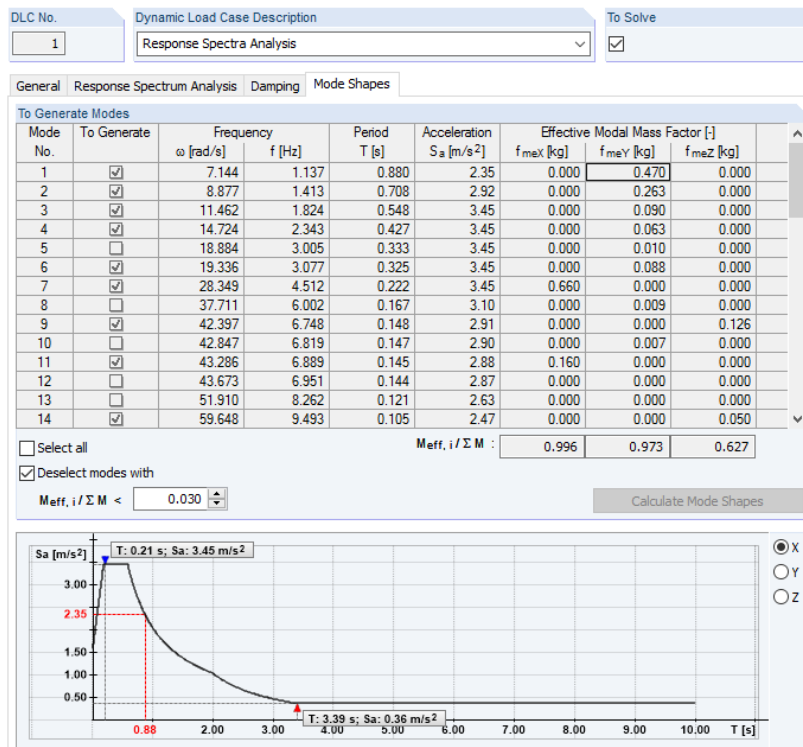 DLC No. Dynamic Load Case Description To Solve
1 Response Spectra Analysis
General Response Spectrum Analysis Damping Mode Shapes
To Generate Modes
Mode To Generate Frequency Period Acceleration Effective Modal Mass Factor [-]
No. ω [rad/s] f [Hz] T [s] Sa [m/s²] fmeX [kg] fmeY [kg] fmeZ [kg]
1 7.144 1.137 0.880 2.35 0.000 0.470 0.000
2 8.877 1.413 0.708 2.92 0.000 0.263 0.000
3 11.462 1.824 0.548 3.45 0.000 0.090 0.000
4 14.724 2.343 0.427 3.45 0.000 0.063 0.000
5 18.884 3.005 0.333 3.45 0.000 0.010 0.000
6 19.336 3.077 0.325 3.45 0.000 0.088 0.000
7 28.349 4.512 0.222 3.45 0.660 0.000 0.000
8 37.711 6.002 0.167 3.10 0.000 0.009 0.000
9 42.397 6.748 0.148 2.91 0.000 0.000 0.126
10 42.847 6.819 0.147 2.90 0.000 0.007 0.000
11 43.286 6.889 0.145 2.88 0.160 0.000 0.000
12 43.673 6.951 0.144 2.87 0.000 0.000 0.000
13 51.910 8.262 0.121 2.63 0.000 0.000 0.000
14 59.648 9.493 0.105 2.47 0.000 0.000 0.050
Select all Meff, i / Σ M : 0.996 0.973 0.627
Deselect modes with
Meff, i / Σ M < 0.030 Calculate Mode Shapes
Sa [m/s²] T: 0.21 s; Sa: 3.45 m/s² X
Y
3.00 Z
2.35
1.50
1.00
0.50
T: 3.39 s; Sa: 0.36 m/s²
0.88 2.00 3.00 4.00 5.00 6.00 7.00 8.00 9.00 10.00 T [s]